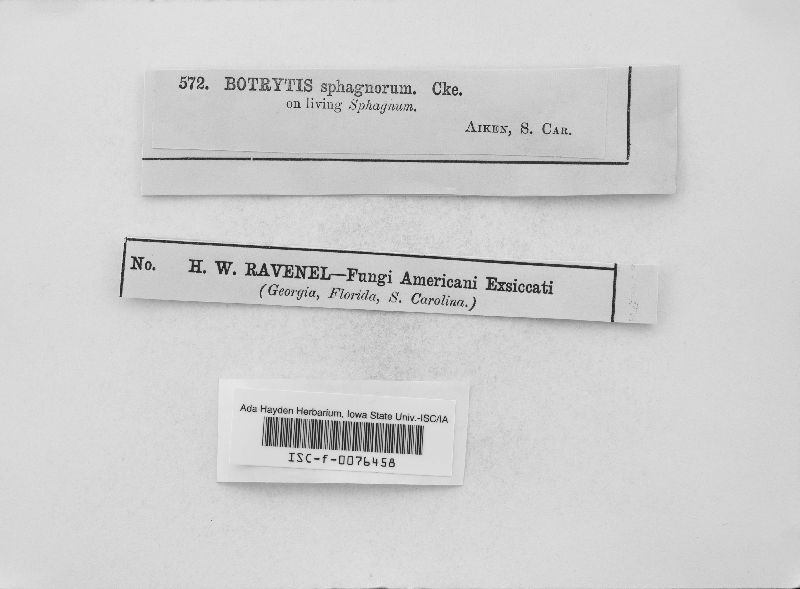 572. BOTRYTIS sphagnorum. Cke.
on living Sphagnum.
AIKEN, S. CAR.
No. H. W. RAVENEL—Fungi Americani Exsiccati
(Georgia, Florida, S. Carolina.)
Ada Hayden Herbarium, Iowa State Univ.-ISC/IA
ISC-f-0076458